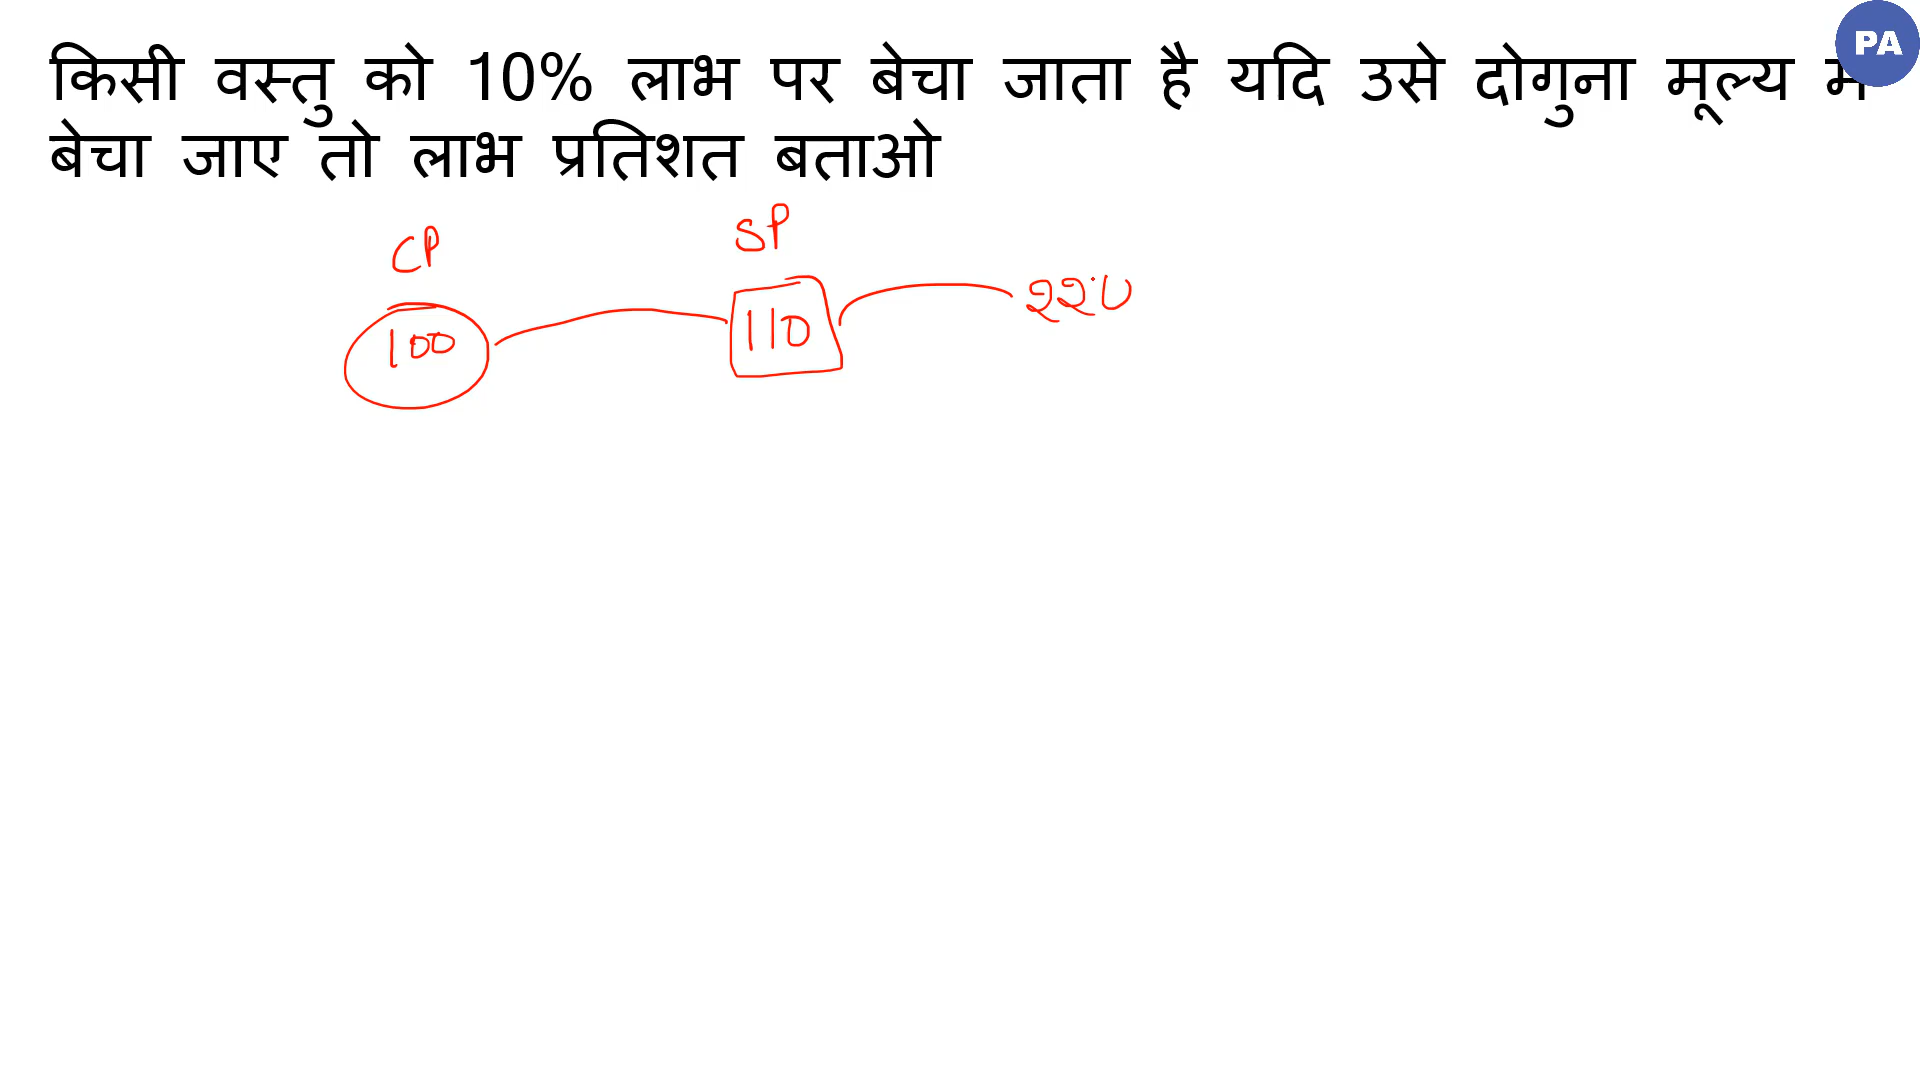 किसी वस्तु को 10% लाभ पर बेचा जाता है यदि उसे दोगुना मूल्य में
बेचा जाए तो लाभ प्रतिशत बताओ
PA
CP SP
100 110 220